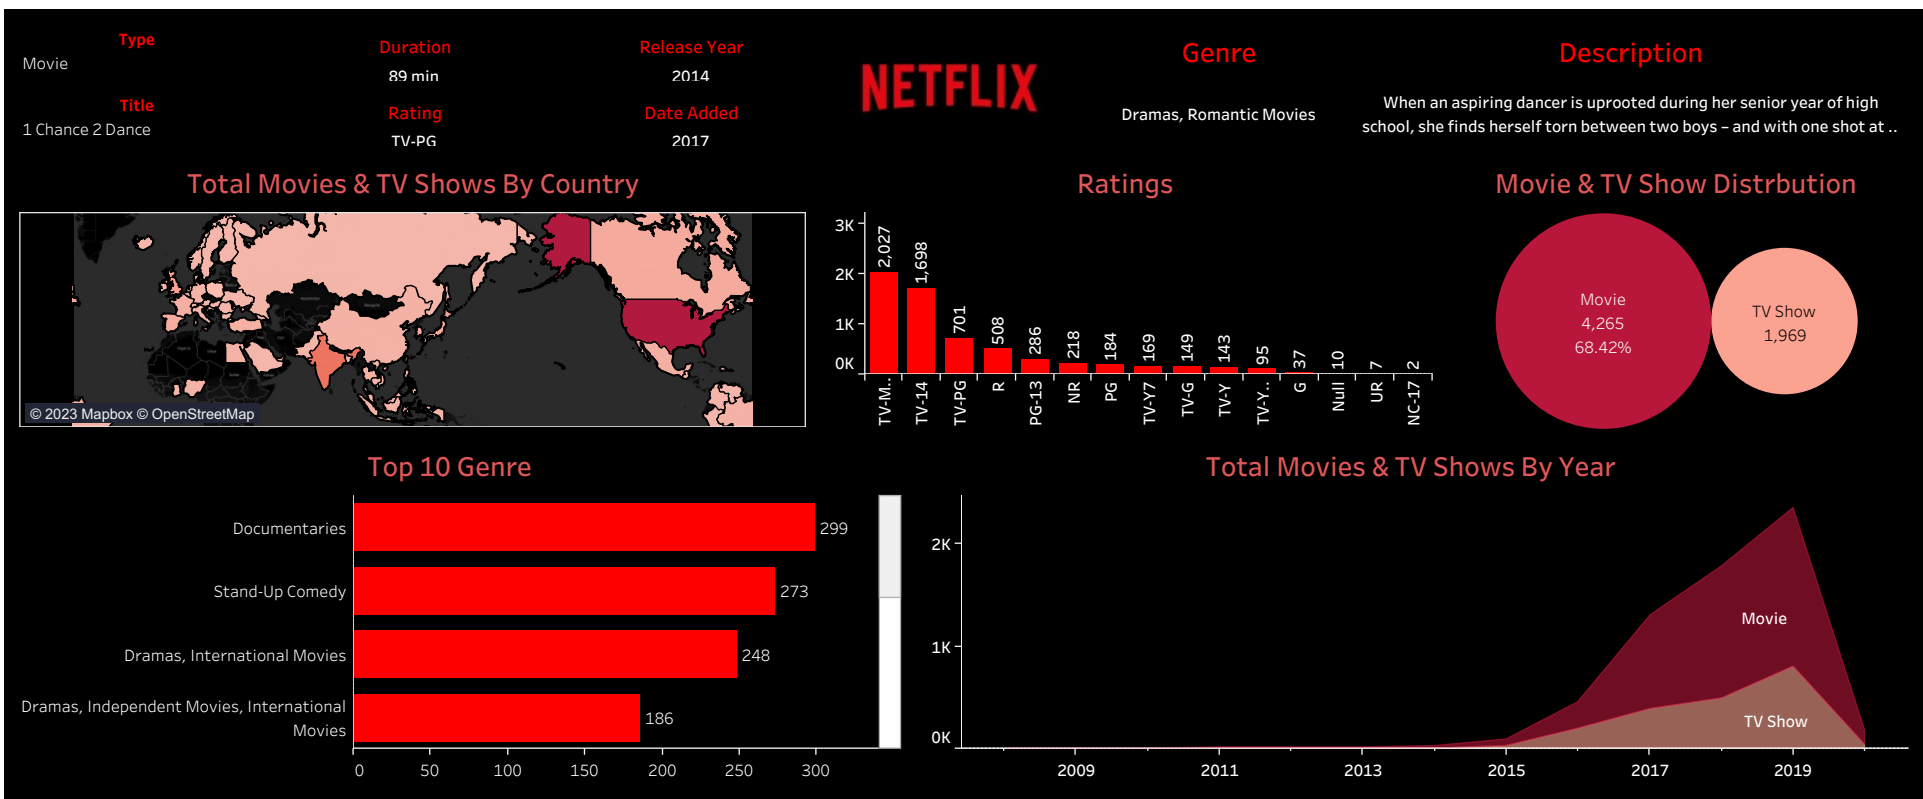 Type
Movie
Title
1 Chance 2 Dance
Duration
89 min
Rating
TV-PG
Release Year
2014
Date Added
2017
NETFLIX
Genre
Dramas, Romantic Movies
Description
When an aspiring dancer is uprooted during her senior year of high
school, she finds herself torn between two boys – and with one shot at ..
Total Movies & TV Shows By Country
© 2023 Mapbox © OpenStreetMap
Ratings
3K
2K
1K
0K
2,027
1,698
701
508
286
218
184
169
149
143
95
37
10
7
2
TV-M..
TV-14
TV-PG
R
PG-13
NR
PG
TV-Y7
TV-G
TV-Y
TV-Y..
G
Null
UR
NC-17
Movie & TV Show Distrbution
Movie
4,265
68.42%
TV Show
1,969
Top 10 Genre
Documentaries
299
Stand-Up Comedy
273
Dramas, International Movies
248
Dramas, Independent Movies, International
Movies
186
0 50 100 150 200 250 300
Total Movies & TV Shows By Year
2K
1K
0K
Movie
TV Show
2009 2011 2013 2015 2017 2019